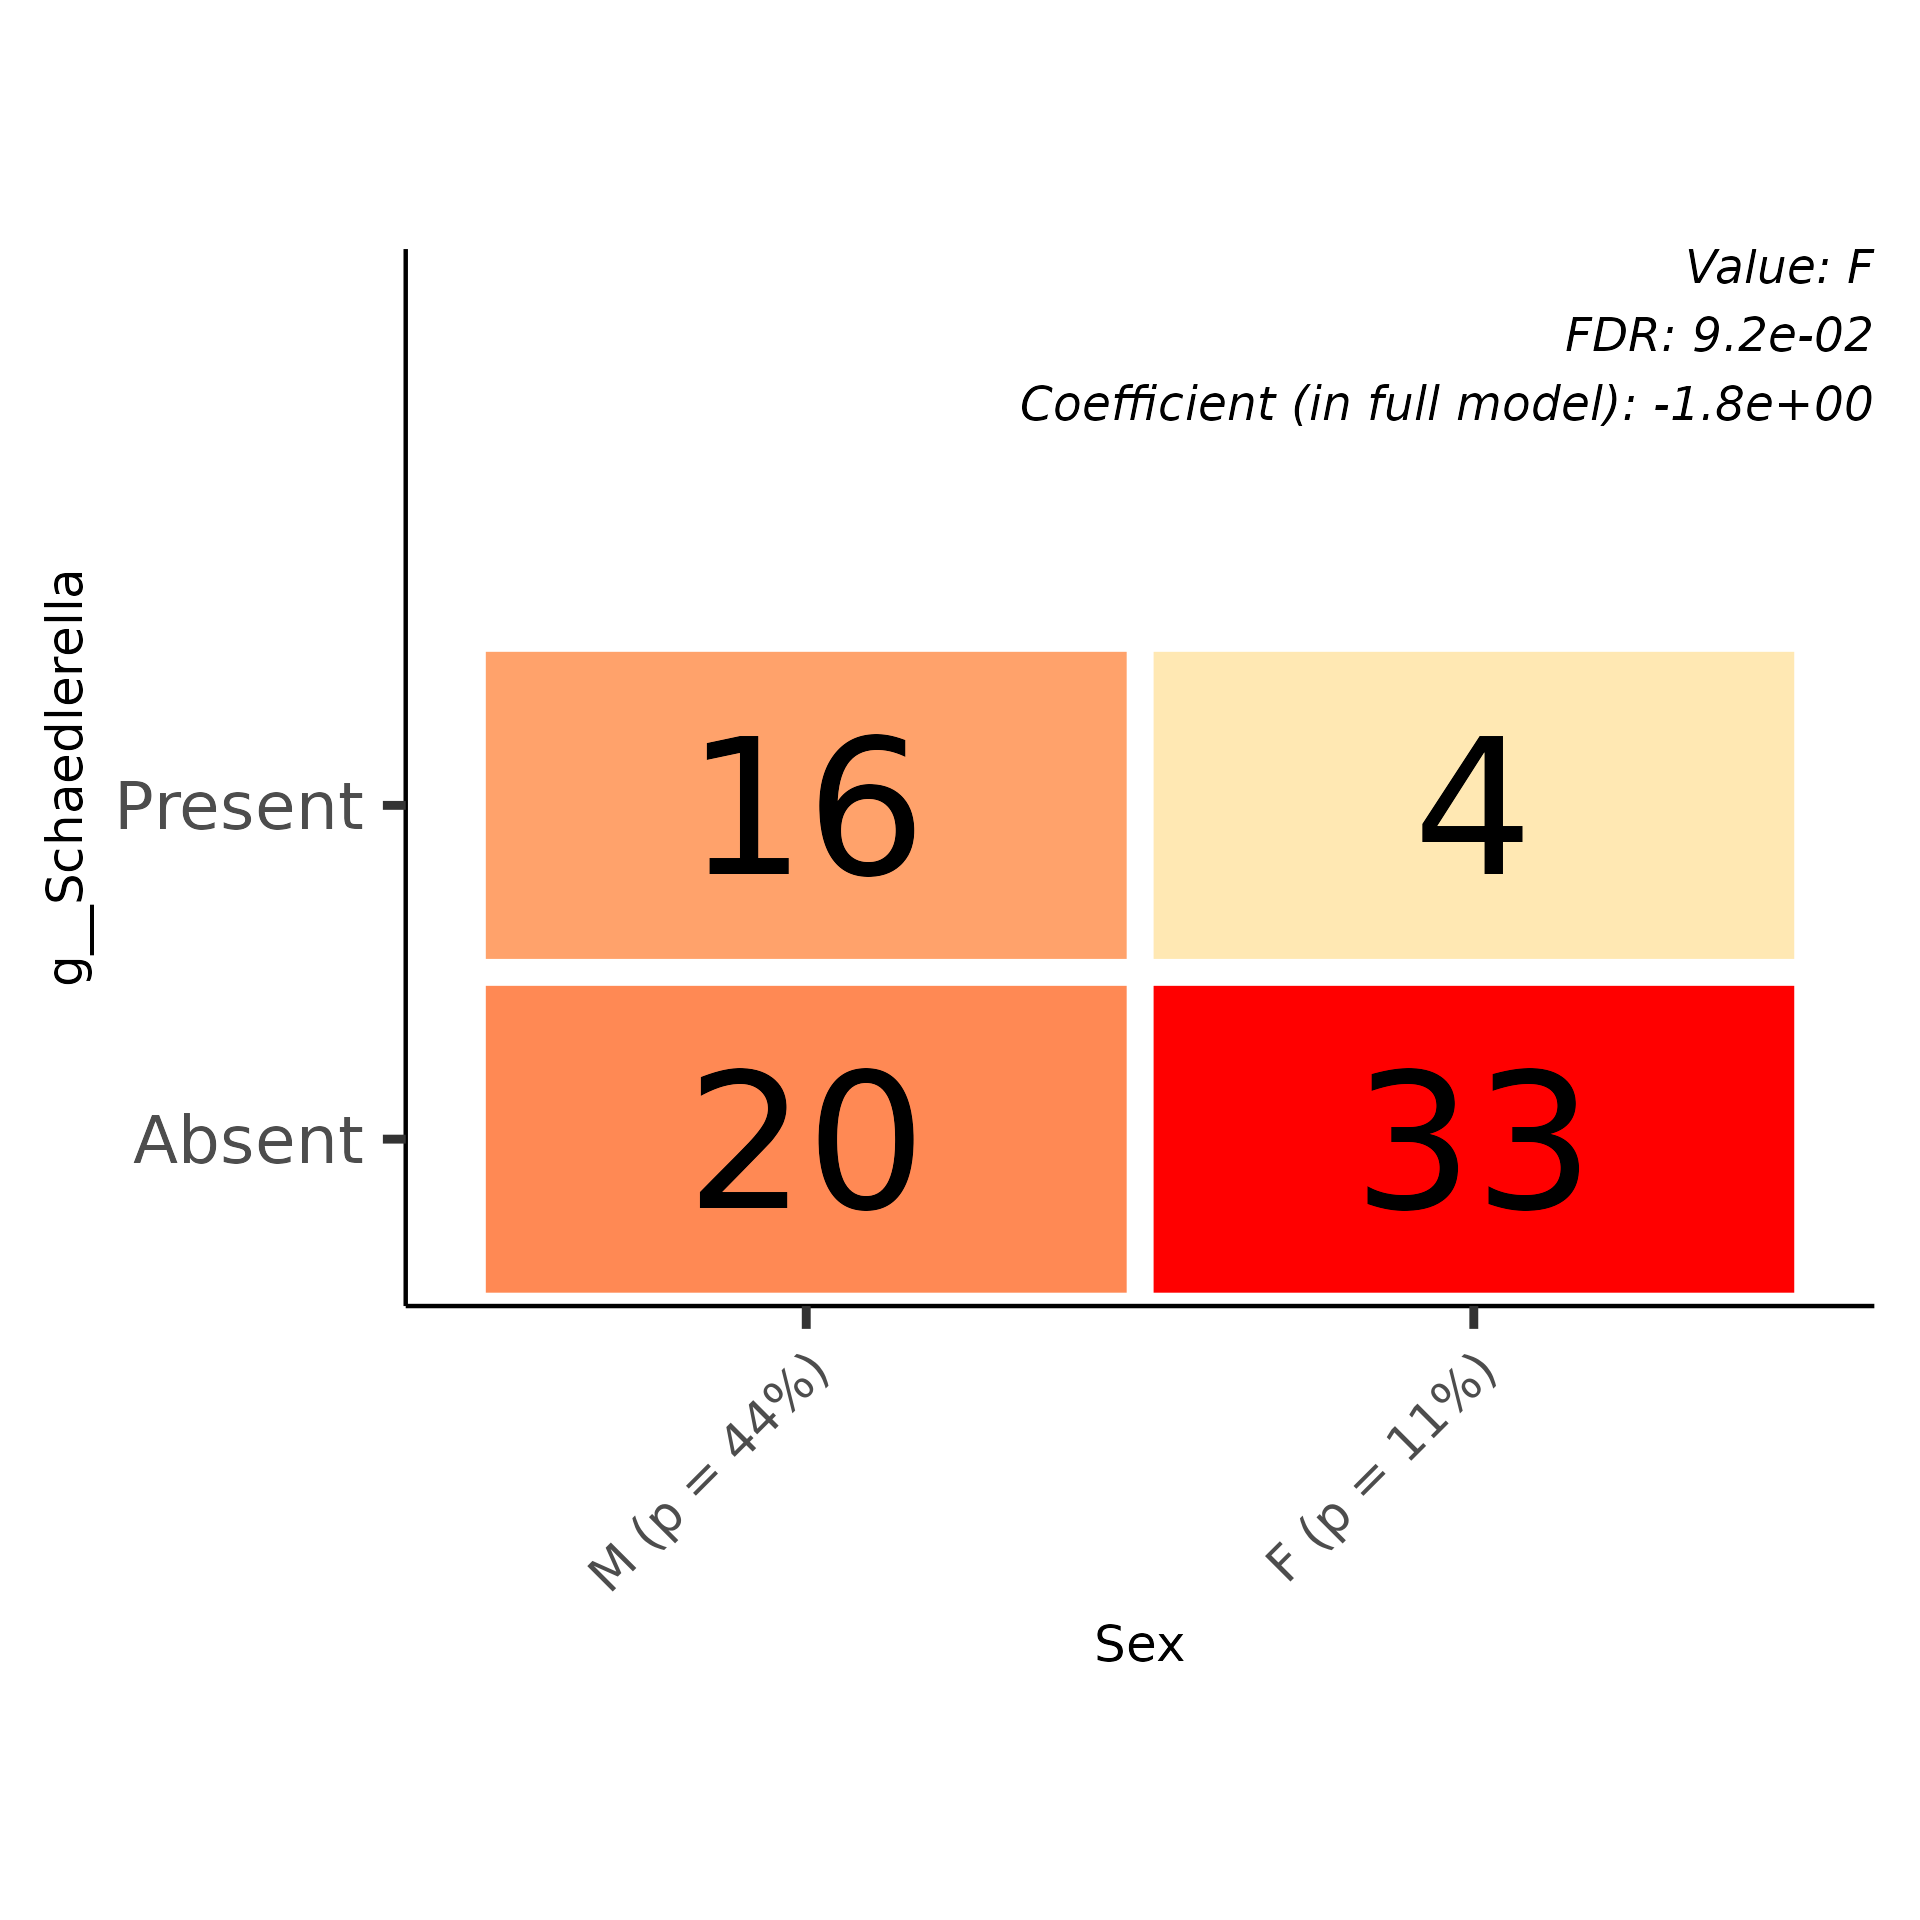 Value: F
FDR: 9.2e-02
Coefficient (in full model): -1.8e+00
g__Schaedlerella
Present
16
4
Absent
20
33
M (p = 44%)
F (p = 11%)
Sex